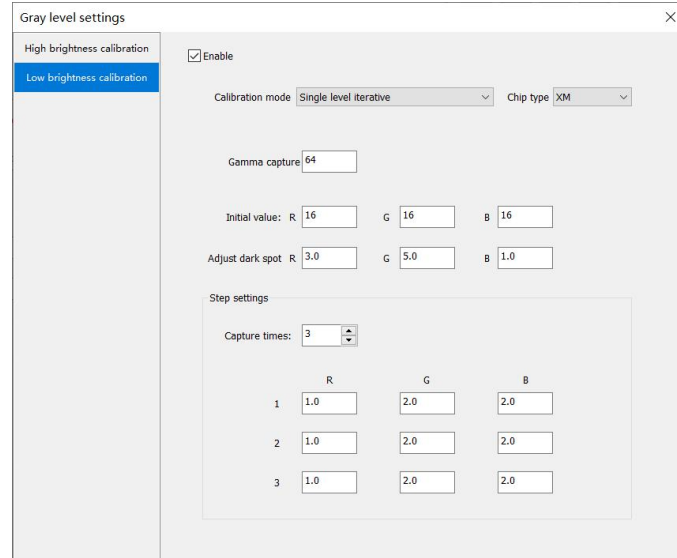 Gray level settings
High brightness calibration
Low brightness calibration
Enable
Calibration mode Single level iterative Chip type XM
Gamma capture 64
Initial value: R 16 G 16 B 16
Adjust dark spot R 3.0 G 5.0 B 1.0
Step settings
Capture times: 3
R G B
1 1.0 2.0 2.0
2 1.0 2.0 2.0
3 1.0 2.0 2.0